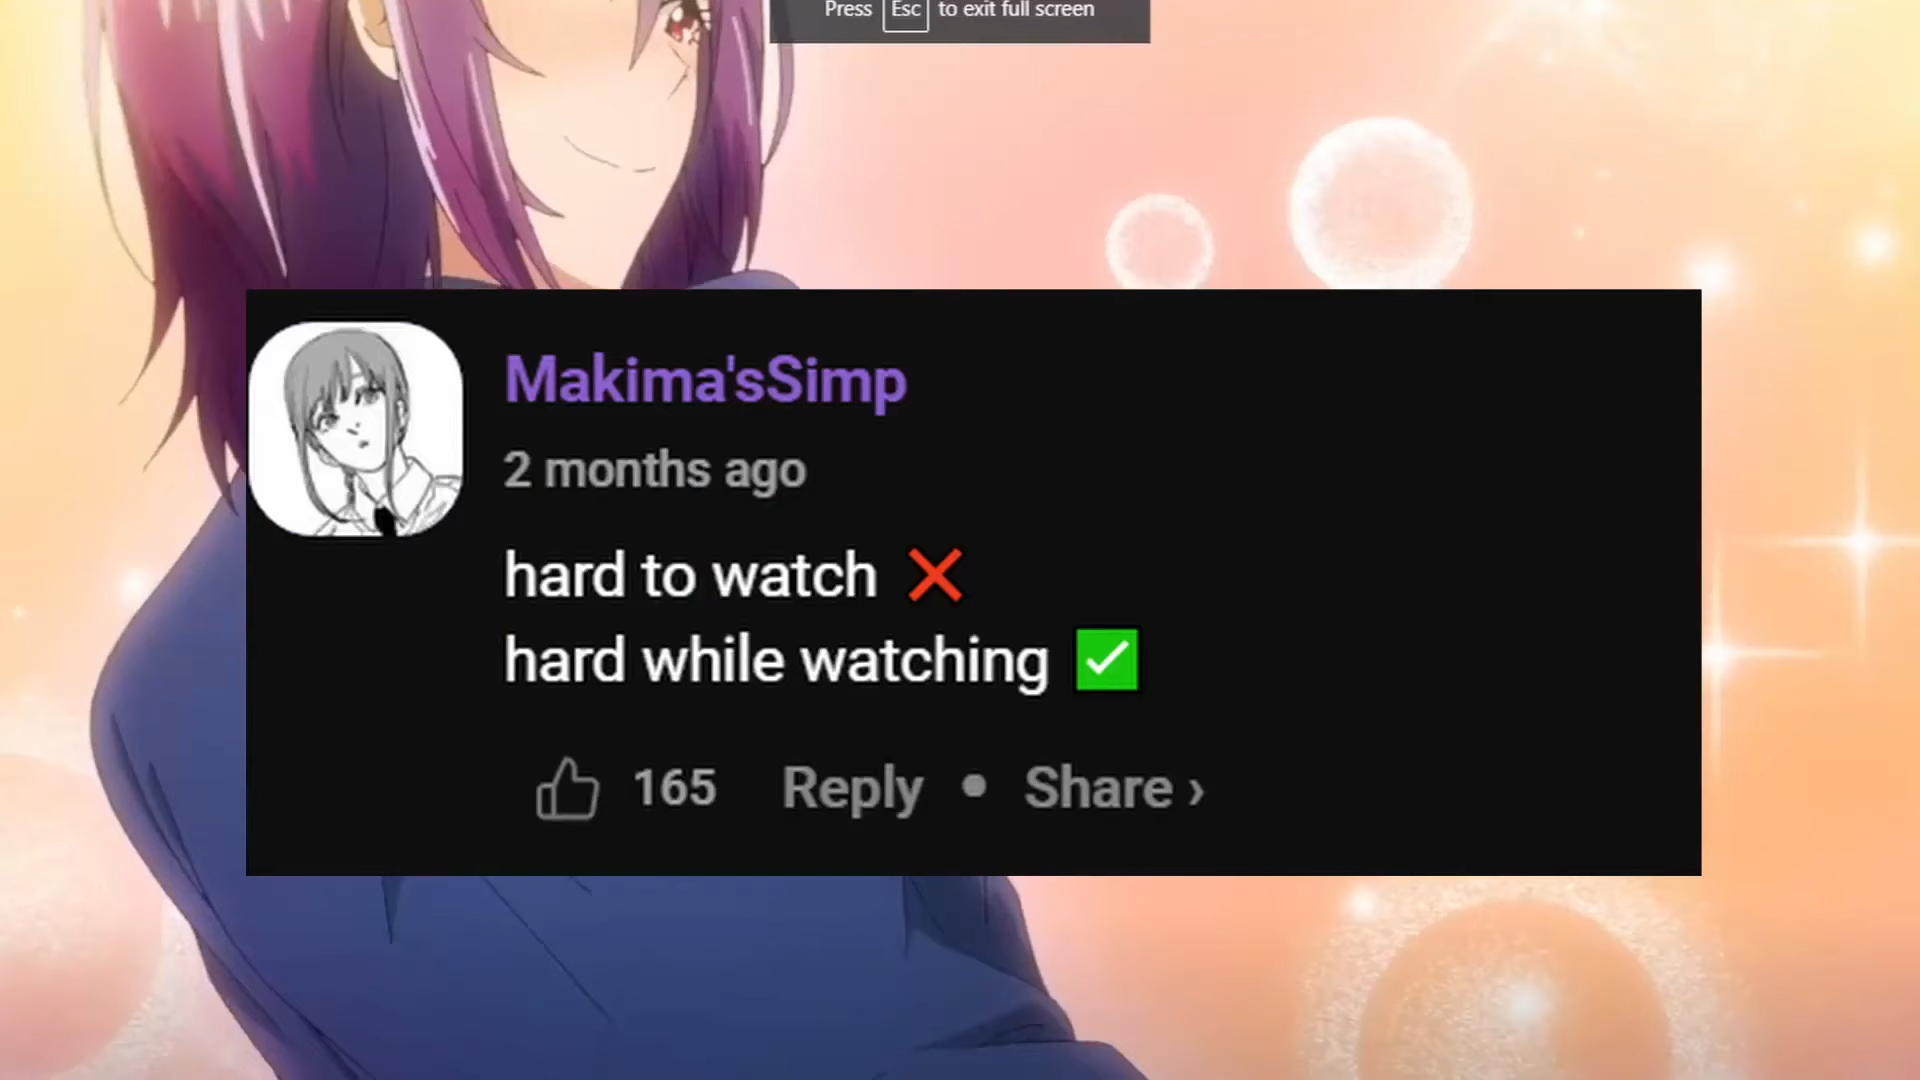 Press Esc to exit full screen
Makima'sSimp
2 months ago
hard to watch ❌
hard while watching ✅
165 Reply • Share ›